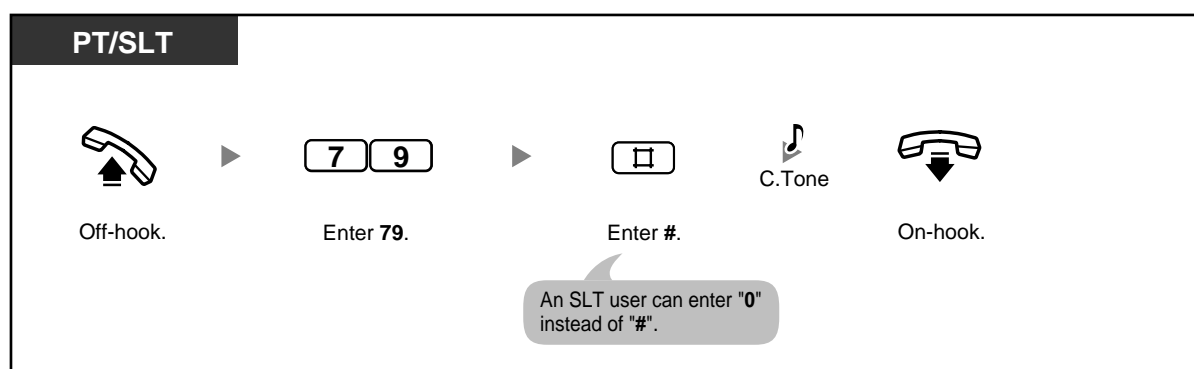 PT/SLT
7 9 #
C.Tone
Off-hook. Enter 79. Enter #. On-hook.
An SLT user can enter "0"
instead of "#".